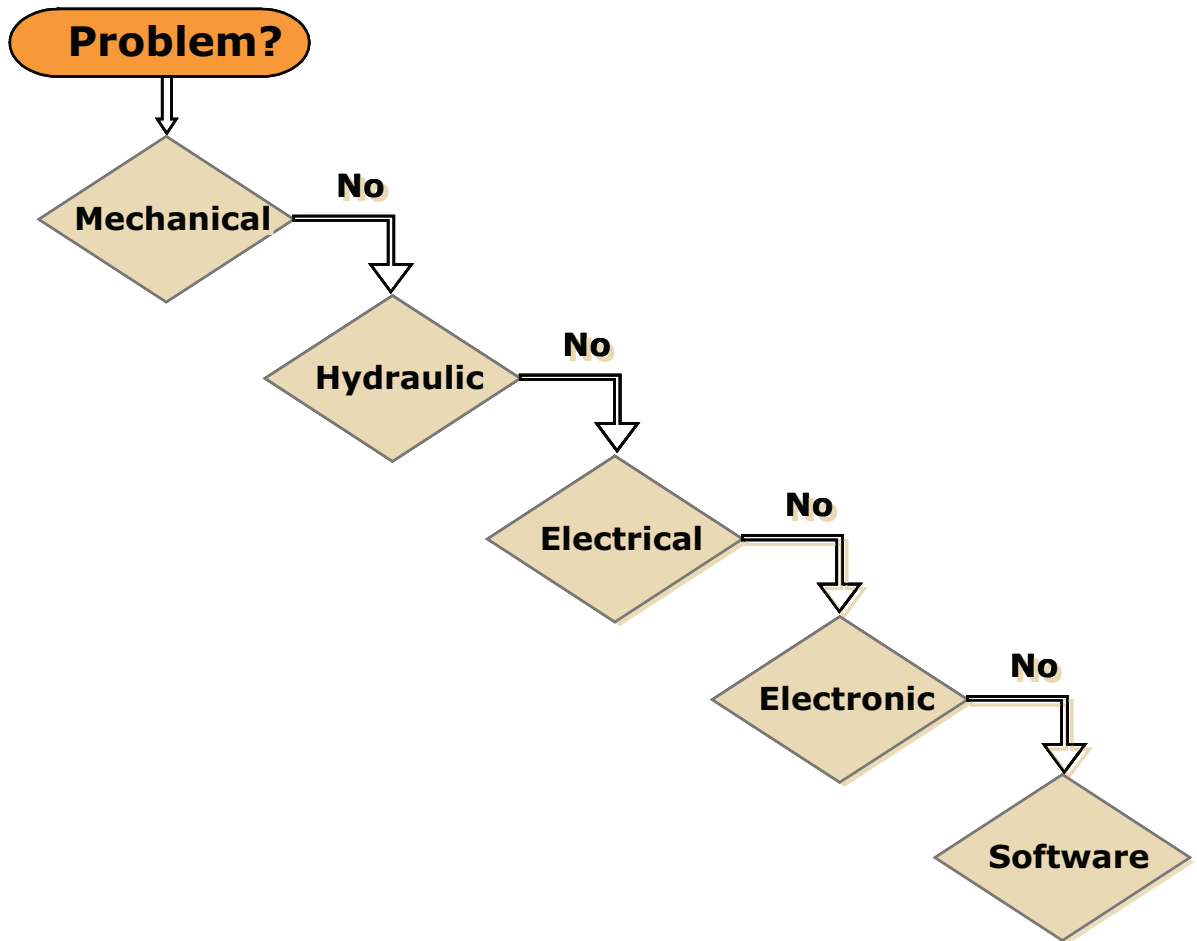 Problem?
No
Mechanical
No
Hydraulic
No
Electrical
No
Electronic
Software